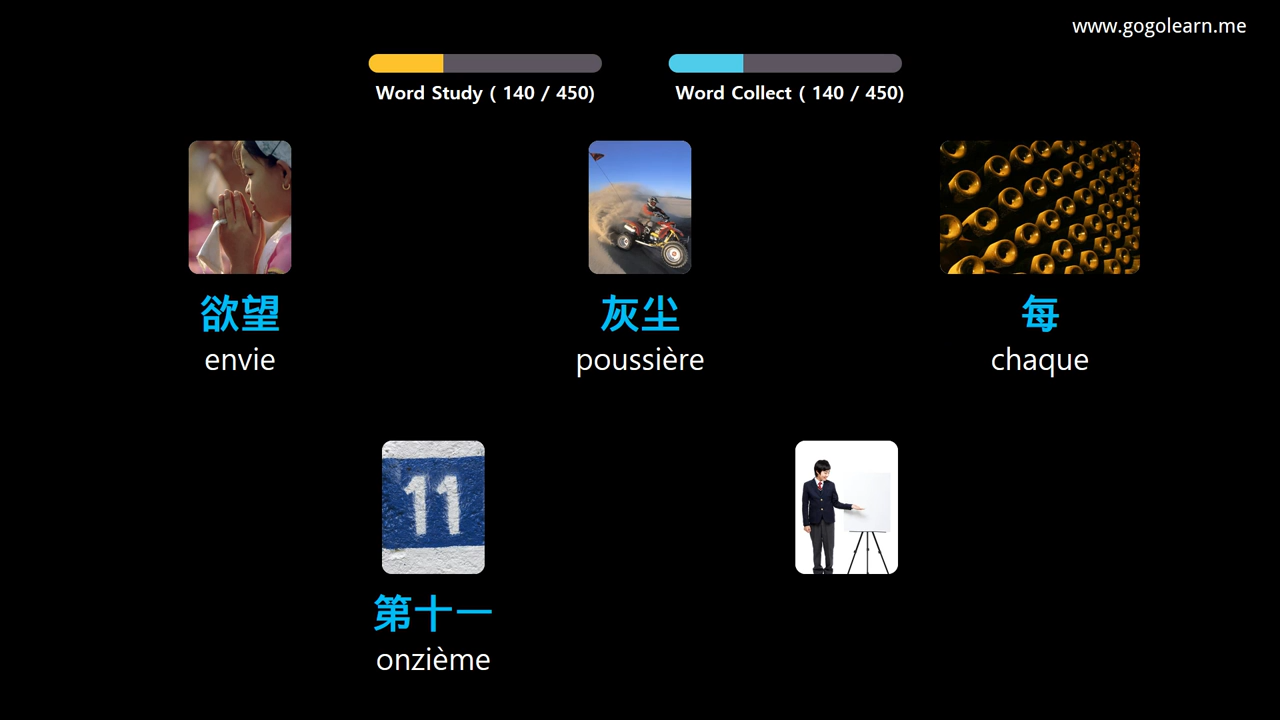 www.gogolearn.me
Word Study ( 140 / 450)
Word Collect ( 140 / 450)
欲望
envie
灰尘
poussière
每
chaque
11
第十一
onzième